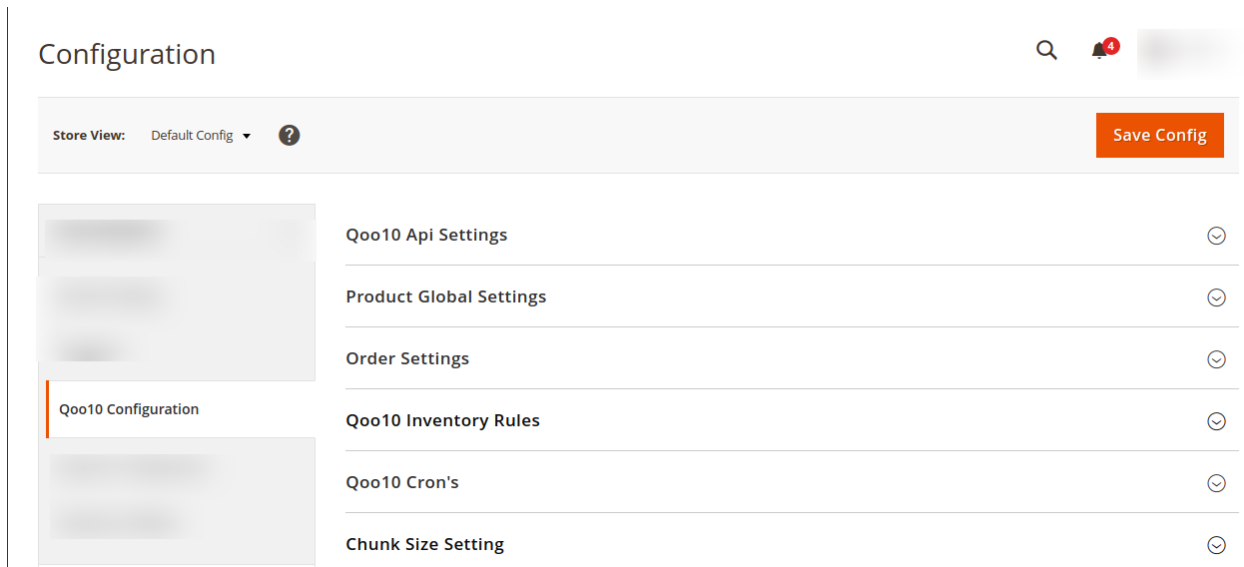 Configuration
4
Store View: Default Config ?
Save Config
Qoo10 Api Settings
Product Global Settings
Order Settings
Qoo10 Configuration
Qoo10 Inventory Rules
Qoo10 Cron's
Chunk Size Setting